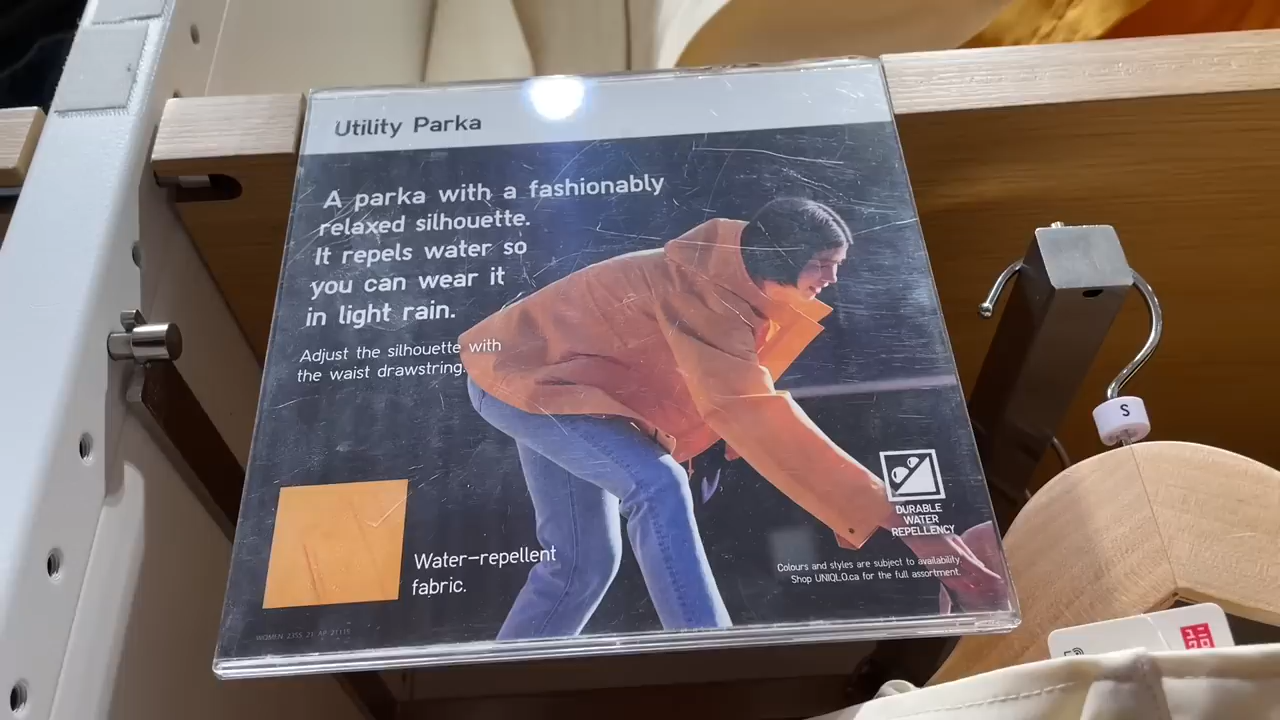 Utility Parka
A parka with a fashionably
relaxed silhouette.
It repels water so
you can wear it
in light rain.
Adjust the silhouette with
the waist drawstring.
Water-repellent
fabric.
DURABLE
WATER
REPELLENCY
Colours and styles are subject to availability.
Shop UNIQLO.ca for the full assortment.
S